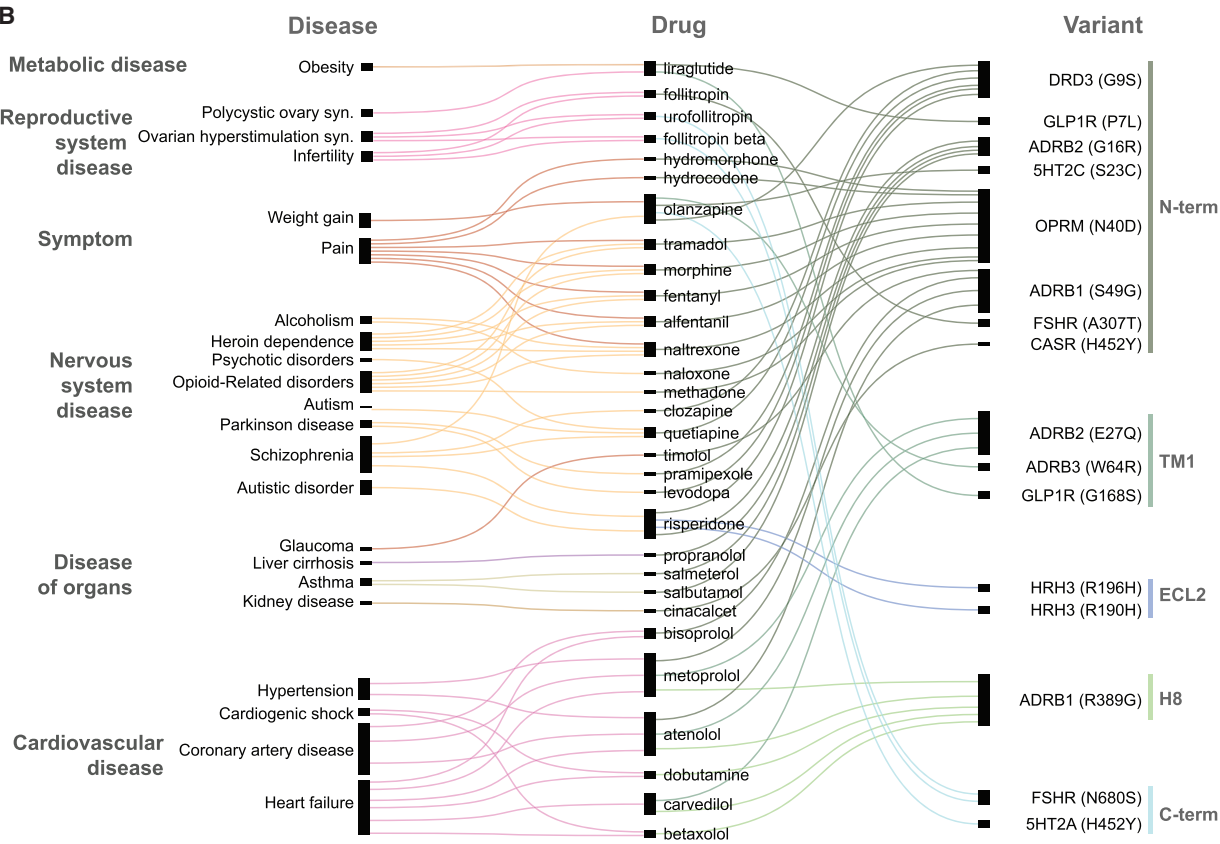 B
Disease
Drug
Variant
Metabolic disease
Reproductive
system
disease
Symptom
Nervous
system
disease
Disease
of organs
Cardiovascular
disease
Obesity
Polycystic ovary syn.
Ovarian hyperstimulation syn.
Infertility
Weight gain
Pain
Alcoholism
Heroin dependence
Psychotic disorders
Opioid-Related disorders
Autism
Parkinson disease
Schizophrenia
Autistic disorder
Glaucoma
Liver cirrhosis
Asthma
Kidney disease
Hypertension
Cardiogenic shock
Coronary artery disease
Heart failure
liraglutide
follitropin
urofollitropin
follitropin beta
hydromorphone
hydrocodone
olanzapine
tramadol
morphine
fentanyl
alfentanil
naltrexone
naloxone
methadone
clozapine
quetiapine
timolol
pramipexole
levodopa
risperidone
propranolol
salmeterol
salbutamol
cinacalcet
bisoprolol
metoprolol
atenolol
dobutamine
carvedilol
betaxolol
DRD3 (G9S)
GLP1R (P7L)
ADRB2 (G16R)
5HT2C (S23C)
OPRM (N40D)
ADRB1 (S49G)
FSHR (A307T)
CASR (H452Y)
ADRB2 (E27Q)
ADRB3 (W64R)
GLP1R (G168S)
HRH3 (R196H)
HRH3 (R190H)
ADRB1 (R389G)
FSHR (N680S)
5HT2A (H452Y)
N-term
TM1
ECL2
H8
C-term